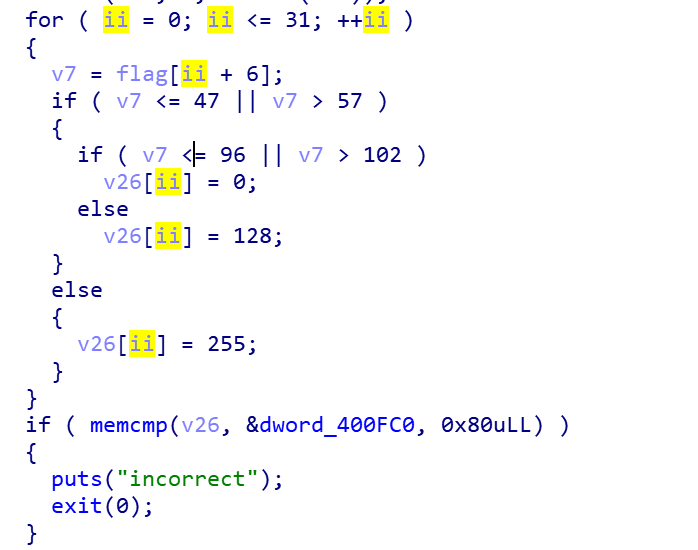 for ( ii = 0; ii <= 31; ++ii )
{
v7 = flag[ii + 6];
if ( v7 <= 47 || v7 > 57 )
{
if ( v7 <= 96 || v7 > 102 )
v26[ii] = 0;
else
v26[ii] = 128;
}
else
{
v26[ii] = 255;
}
}
if ( memcmp(v26, &dword_400FC0, 0x80uLL) )
{
puts("incorrect");
exit(0);
}